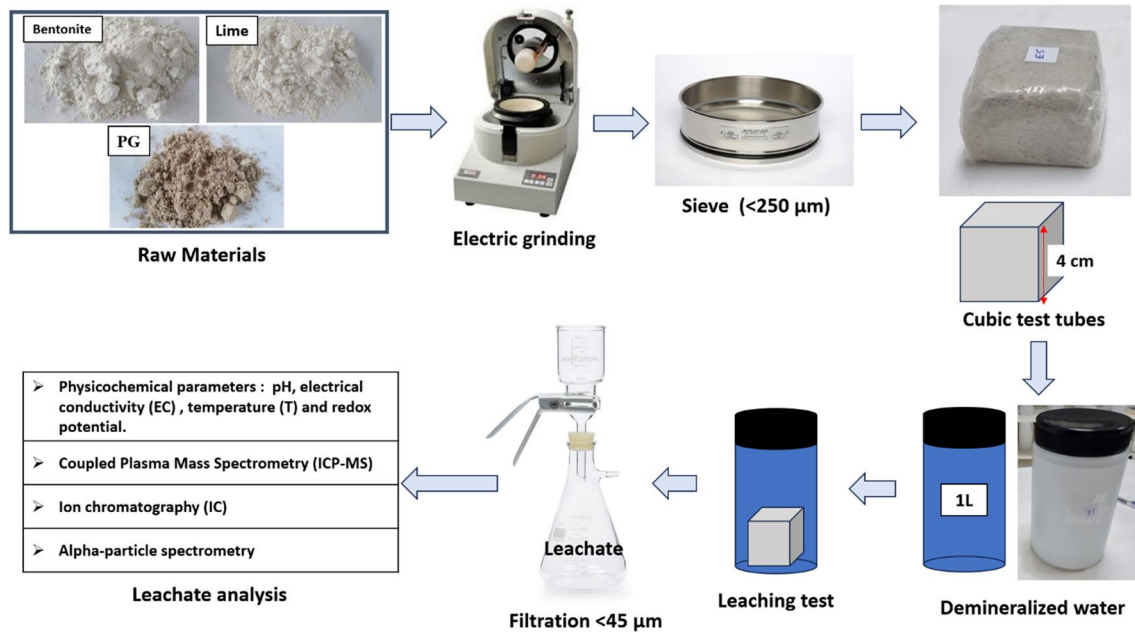 Bentonite
Lime
PG
Raw Materials
Electric grinding
Sieve  (<250 µm)
E5
4 cm
Cubic test tubes
1L
Demineralized water
Leaching test
Leachate
Filtration <45 µm
➢ Physicochemical parameters :  pH, electrical
conductivity (EC) , temperature (T) and redox
potential.
➢ Coupled Plasma Mass Spectrometry (ICP-MS)
➢ Ion chromatography (IC)
➢ Alpha-particle spectrometry
Leachate analysis